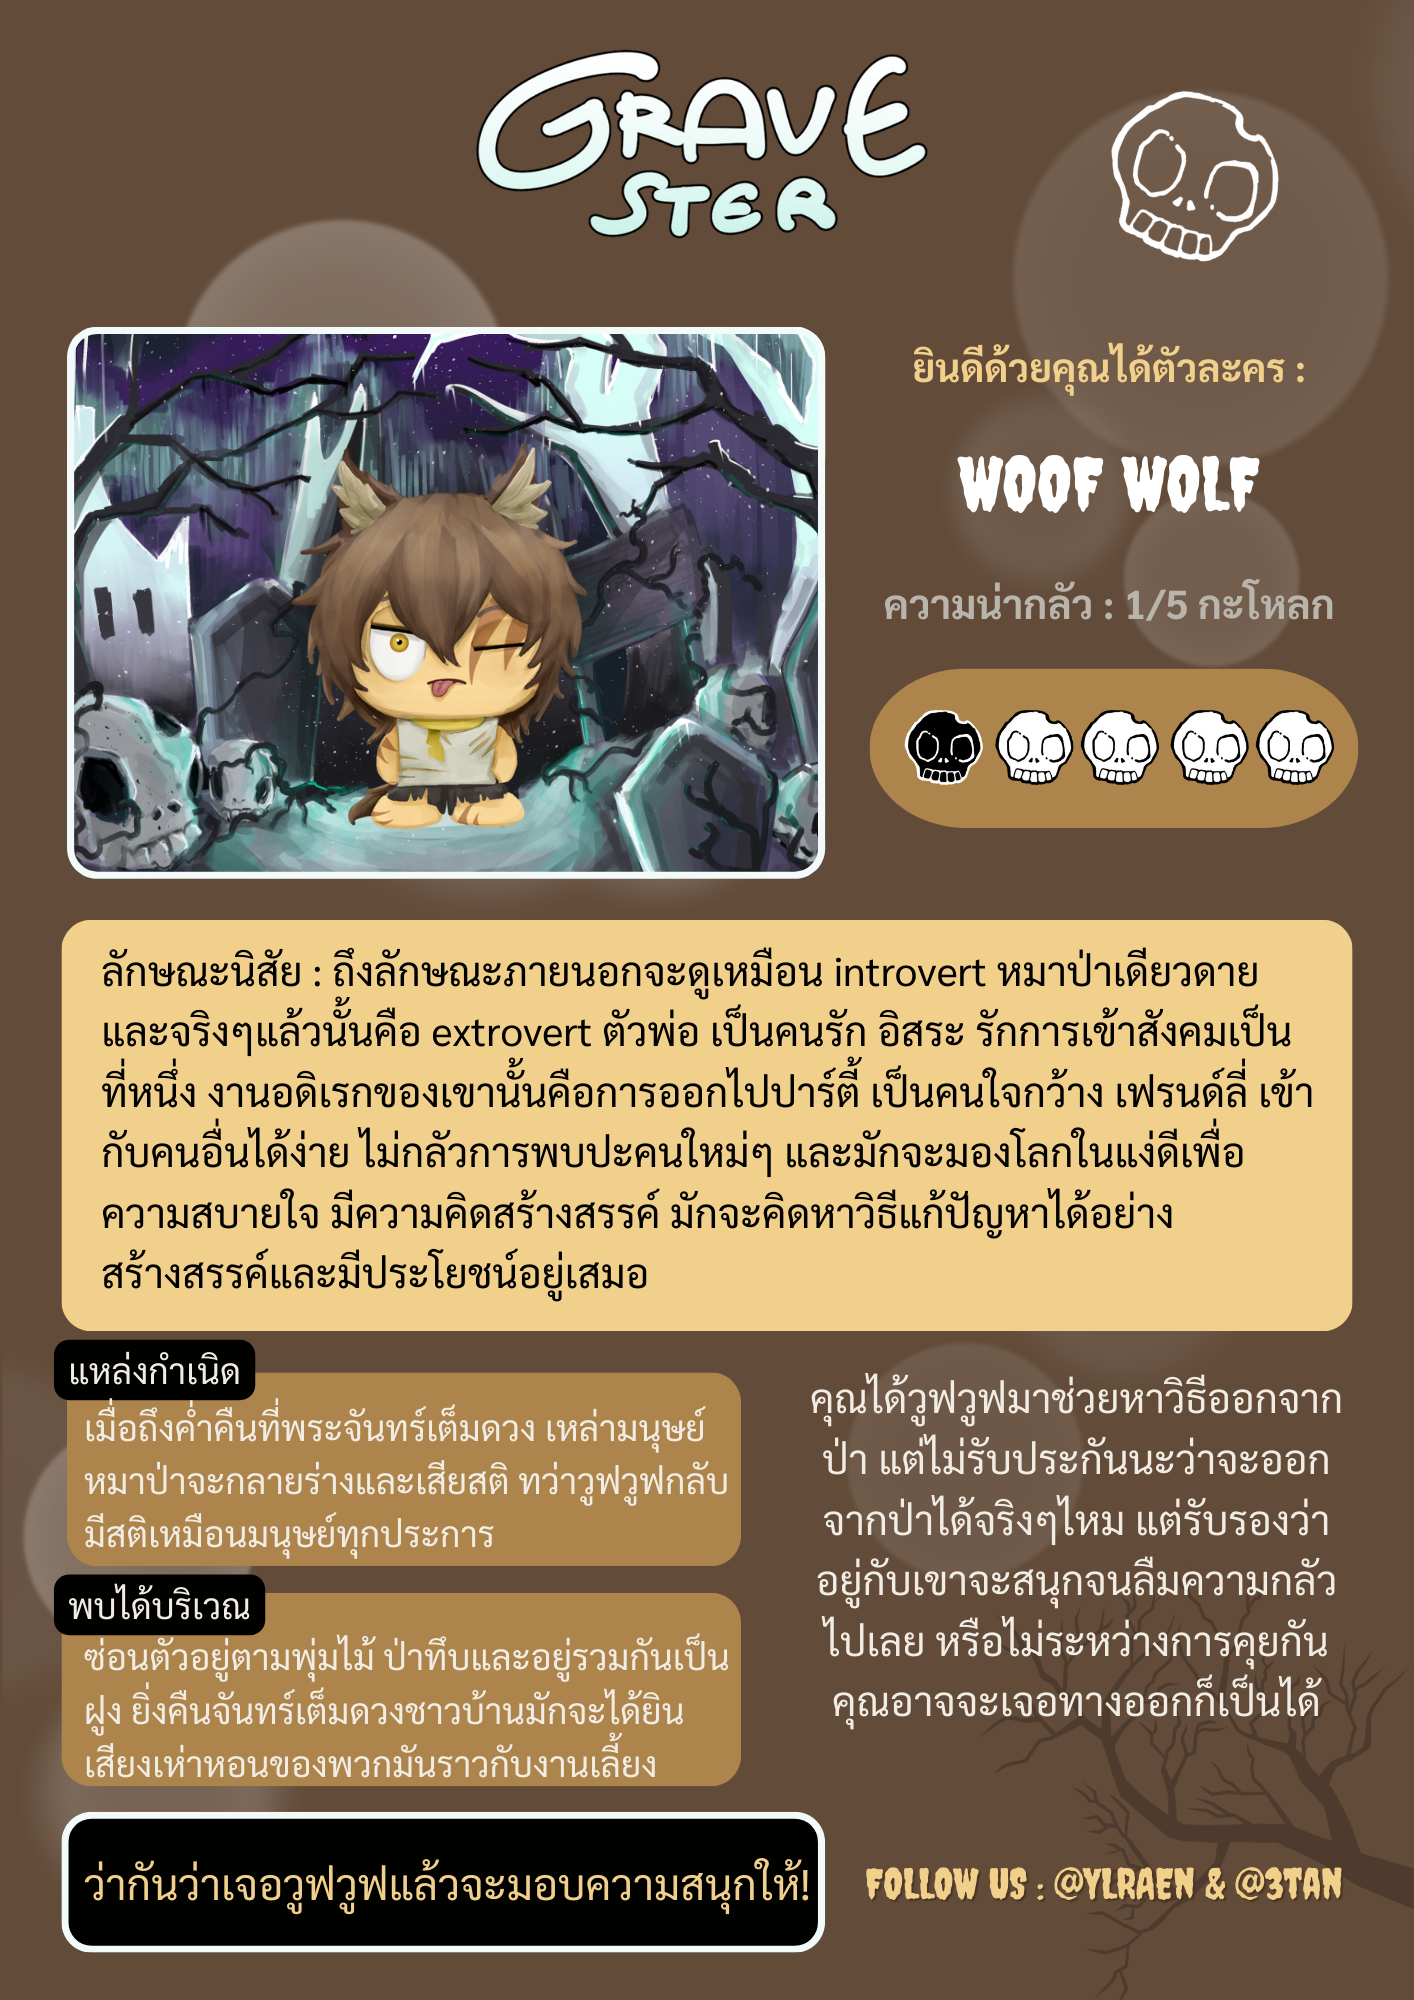 GRAVE
STER
ยินดีด้วยคุณได้ตัวละคร :
WOOF WOLF
ความน่ากลัว : 1/5 กะโหลก
ลักษณะนิสัย : ถึงลักษณะภายนอกจะดูเหมือน introvert หมาป่าเดียวดาย
และจริงๆแล้วนั้นคือ extrovert ตัวพ่อ เป็นคนรัก อิสระ รักการเข้าสังคมเป็น
ที่หนึ่ง งานอดิเรกของเขานั้นคือการออกไปปาร์ตี้ เป็นคนใจกว้าง เฟรนด์ลี่ เข้า
กับคนอื่นได้ง่าย ไม่กลัวการพบปะคนใหม่ๆ และมักจะมองโลกในแง่ดีเพื่อ
ความสบายใจ มีความคิดสร้างสรรค์ มักจะคิดหาวิธีแก้ปัญหาได้อย่าง
สร้างสรรค์และมีประโยชน์อยู่เสมอ
แหล่งกำเนิด
เมื่อถึงค่ำคืนที่พระจันทร์เต็มดวง เหล่ามนุษย์
หมาป่าจะกลายร่างและเสียสติ ทว่าวูฟวูฟกลับ
มีสติเหมือนมนุษย์ทุกประการ
พบได้บริเวณ
ซ่อนตัวอยู่ตามพุ่มไม้ ป่าทึบและอยู่รวมกันเป็น
ฝูง ยิ่งคืนจันทร์เต็มดวงชาวบ้านมักจะได้ยิน
เสียงเห่าหอนของพวกมันราวกับงานเลี้ยง
คุณได้วูฟวูฟมาช่วยหาวิธีออกจาก
ป่า แต่ไม่รับประกันนะว่าจะออก
จากป่าได้จริงๆไหม แต่รับรองว่า
อยู่กับเขาจะสนุกจนลืมความกลัว
ไปเลย หรือไม่ระหว่างการคุยกัน
คุณอาจจะเจอทางออกก็เป็นได้
ว่ากันว่าเจอวูฟวูฟแล้วจะมอบความสนุกให้!
FOLLOW US : @YLRAEN & @3TAN